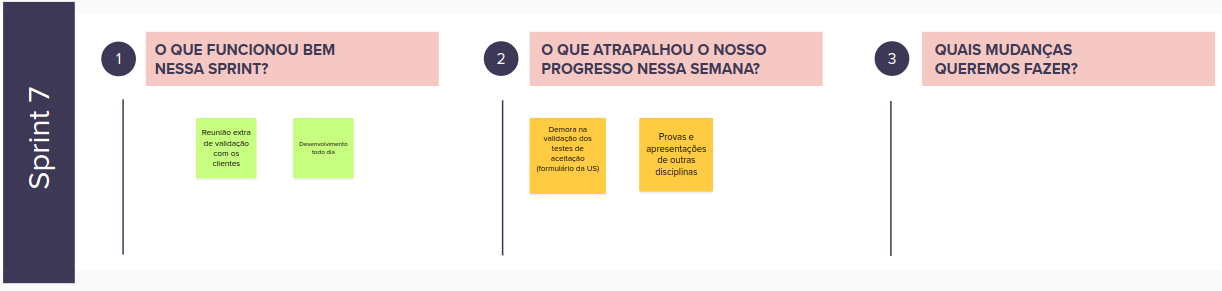 Sprint 7
1
O QUE FUNCIONOU BEM
NESSA SPRINT?
Reunião extra
de validação
com os
clientes
Desenvolvimento
todo dia
2
O QUE ATRAPALHOU O NOSSO
PROGRESSO NESSA SEMANA?
Demora na
validação dos
testes de
aceitação
(formulário da US)
Provas e
apresentações
de outras
disciplinas
3
QUAIS MUDANÇAS
QUEREMOS FAZER?